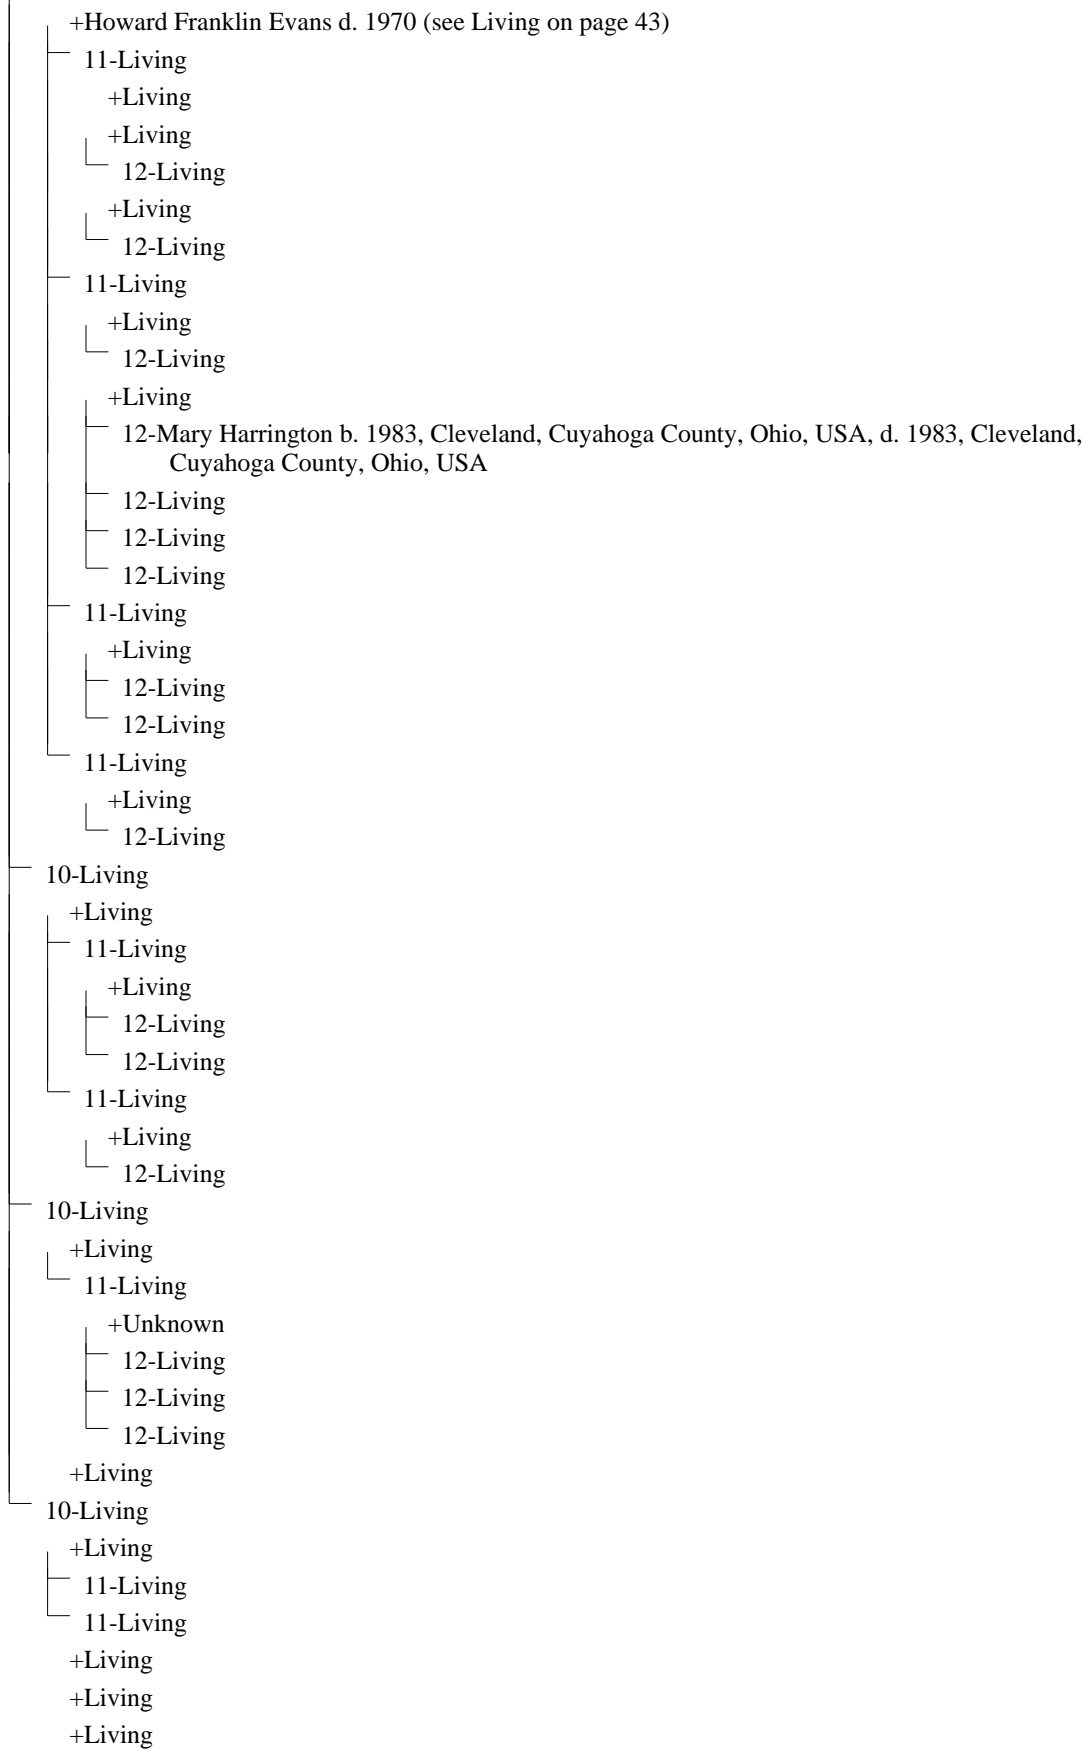 +Howard Franklin Evans d. 1970 (see Living on page 43)
11-Living
+Living
+Living
12-Living
+Living
12-Living
11-Living
+Living
12-Living
+Living
12-Mary Harrington b. 1983, Cleveland, Cuyahoga County, Ohio, USA, d. 1983, Cleveland,
Cuyahoga County, Ohio, USA
12-Living
12-Living
12-Living
11-Living
+Living
12-Living
12-Living
11-Living
+Living
12-Living
10-Living
+Living
11-Living
+Living
12-Living
12-Living
11-Living
+Living
12-Living
10-Living
+Living
11-Living
+Unknown
12-Living
12-Living
12-Living
+Living
10-Living
+Living
11-Living
11-Living
+Living
+Living
+Living